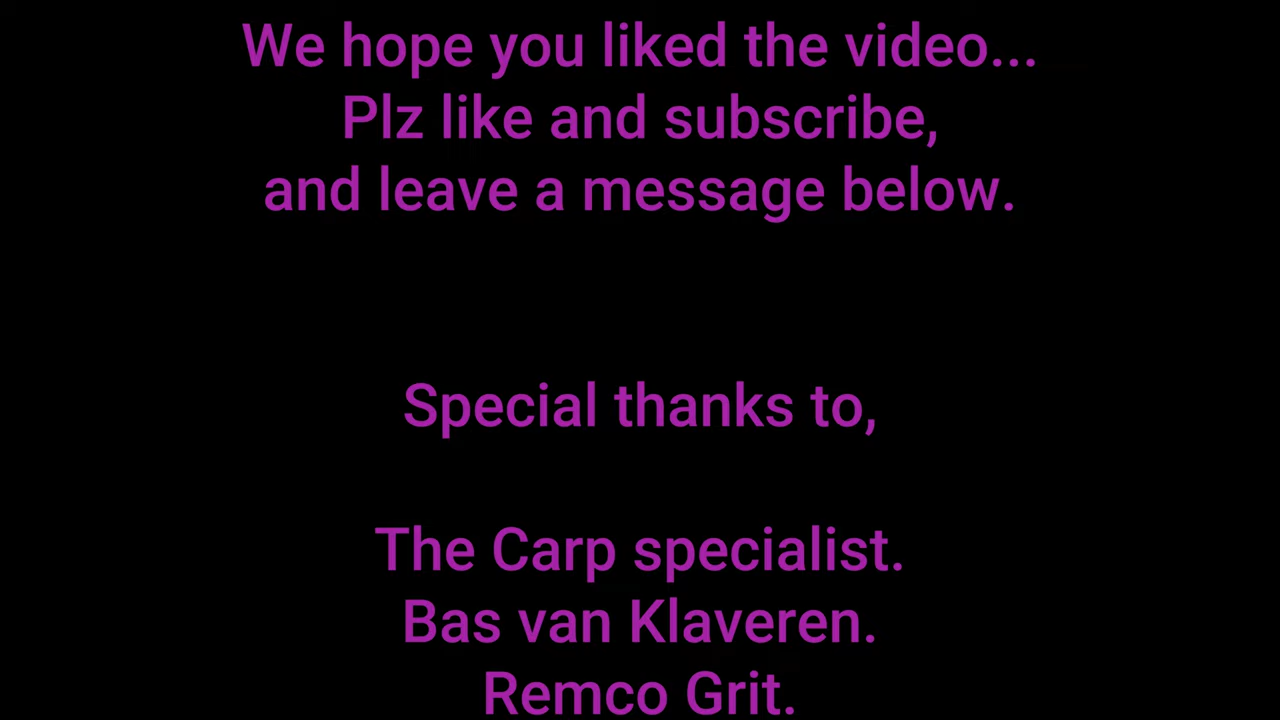 We hope you liked the video...
Plz like and subscribe,
and leave a message below.
Special thanks to,
The Carp specialist.
Bas van Klaveren.
Remco Grit.